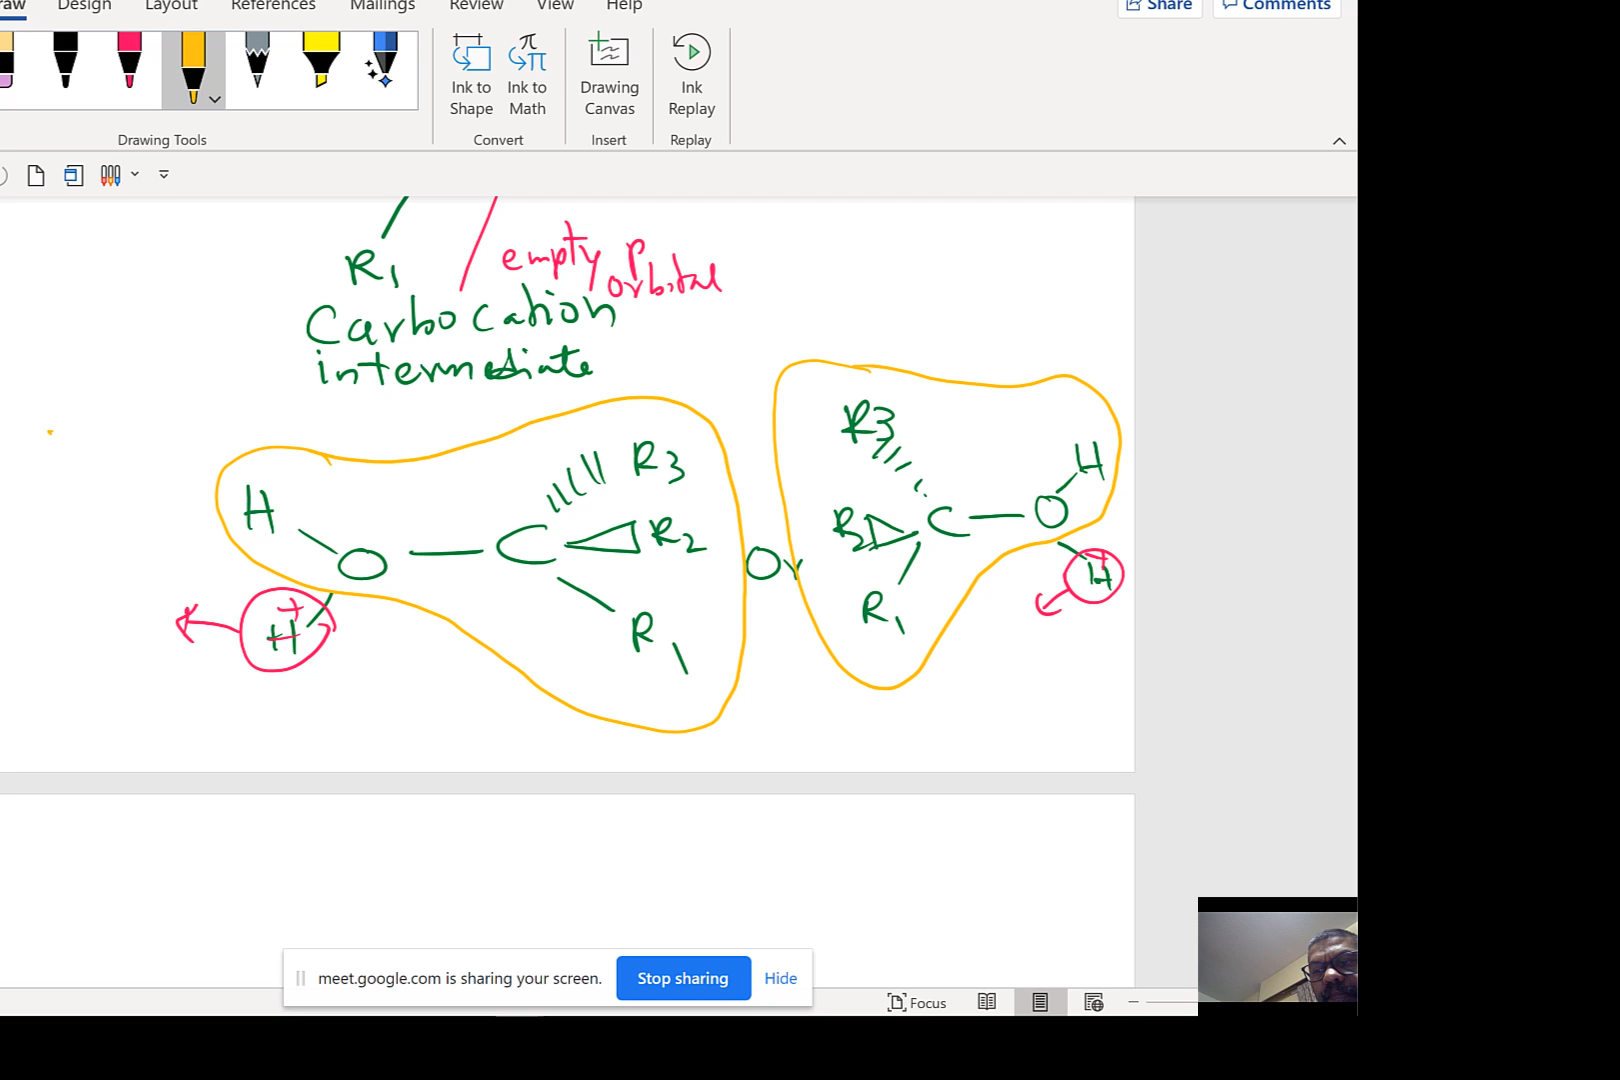 raw Design Layout References Mailings Review View Help Share Comments
Ink to Shape
Ink to Math
Drawing Canvas
Ink Replay
Drawing Tools Convert Insert Replay
R1
empty p orbital
Carbocation
intermediate
H O C R3 R2 R1 H+
Or
R3 R2 R1 C O H H+
meet.google.com is sharing your screen. Stop sharing Hide
Focus